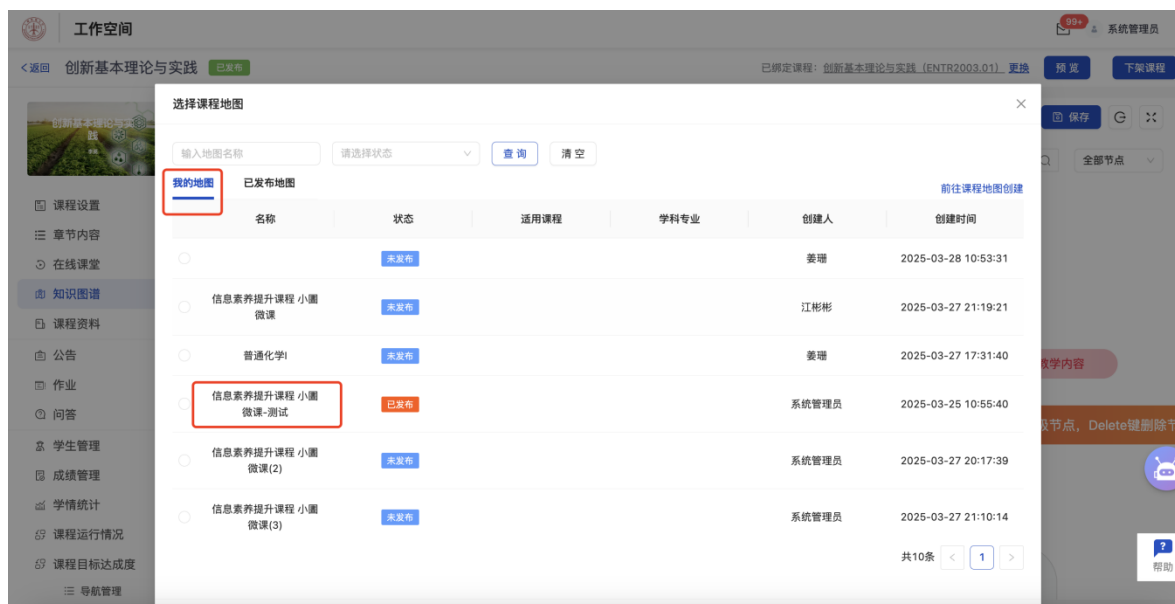 工作空间
99+
系统管理员
<返回 创新基本理论与实践 已发布
已绑定课程：创新基本理论与实践（ENTR2003.01） 更换 预览 下架课程
创新基本理论与实践
选择课程地图
保存
输入地图名称 请选择状态 查询 清空
全部节点
我的地图 已发布地图
前往课程地图创建
名称 状态 适用课程 学科专业 创建人 创建时间
未发布 姜珊 2025-03-28 10:53:31
信息素养提升课程 小圃
微课
未发布 江彬彬 2025-03-27 21:19:21
普通化学I 未发布 姜珊 2025-03-27 17:31:40
信息素养提升课程 小圃
微课-测试
已发布 系统管理员 2025-03-25 10:55:40
信息素养提升课程 小圃
微课(2)
未发布 系统管理员 2025-03-27 20:17:39
信息素养提升课程 小圃
微课(3)
未发布 系统管理员 2025-03-27 21:10:14
共10条 < 1 >
课程设置
章节内容
在线课堂
知识图谱
课程资料
公告
作业
问答
学生管理
成绩管理
学情统计
课程运行情况
课程目标达成度
导航管理
教学内容
级节点，Delete键删除节
?
帮助